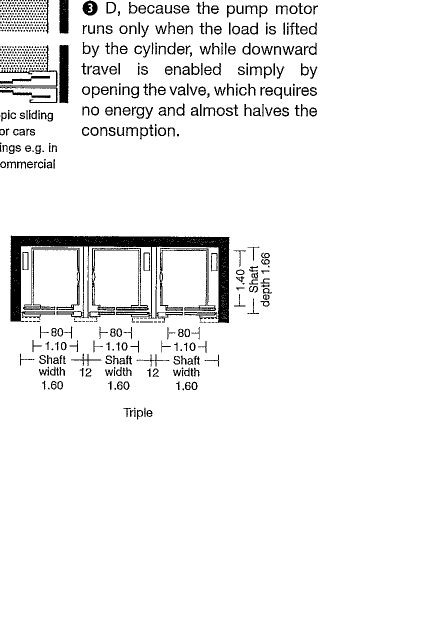 ❸ D, because the pump motor
runs only when the load is lifted
by the cylinder, while downward
travel is enabled simply by
opening the valve, which requires
no energy and almost halves the
consumption.
pic sliding
or cars
ings e.g. in
ommercial
1.40
Shaft
depth 1.66
80 80 80
1.10 1.10 1.10
Shaft Shaft Shaft
width 12 width 12 width
1.60 1.60 1.60
Triple